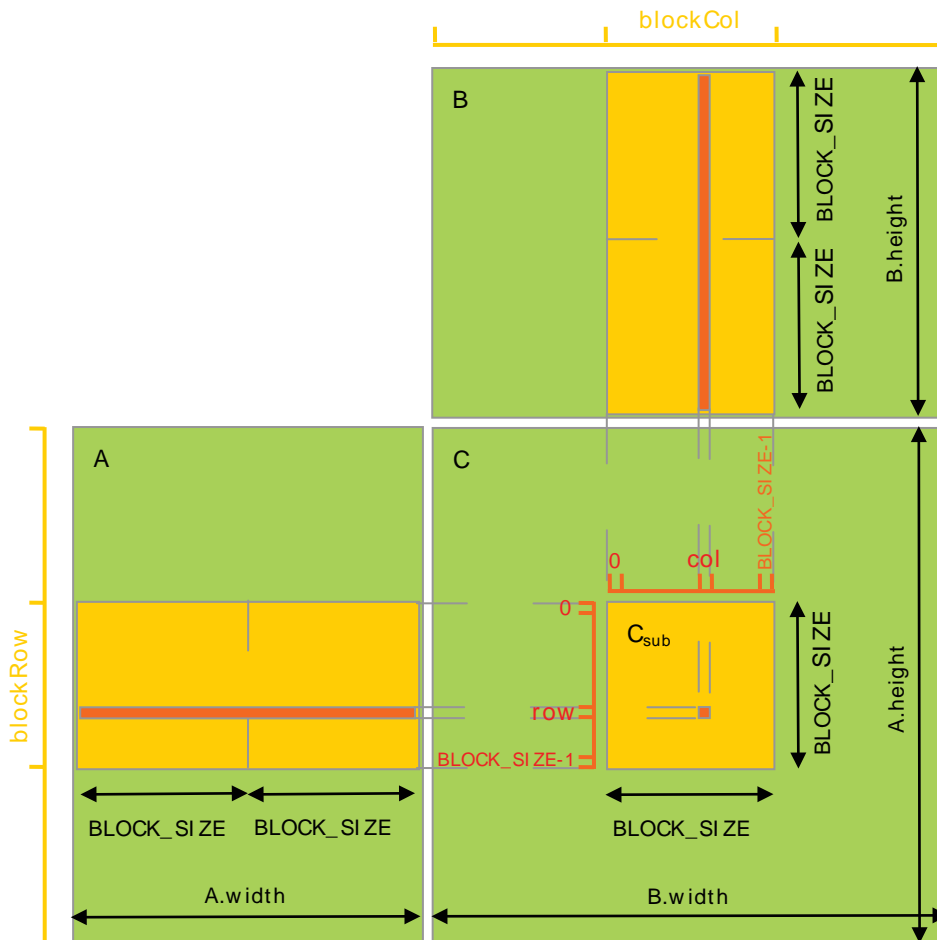 blockCol
B
BLOCK_SIZE
BLOCK_SIZE
B.height
blockRow
A
BLOCK_SIZE
BLOCK_SIZE
A.width
C
0
col
BLOCK_SIZE-1
0
row
BLOCK_SIZE-1
Csub
BLOCK_SIZE
BLOCK_SIZE
B.width
A.height